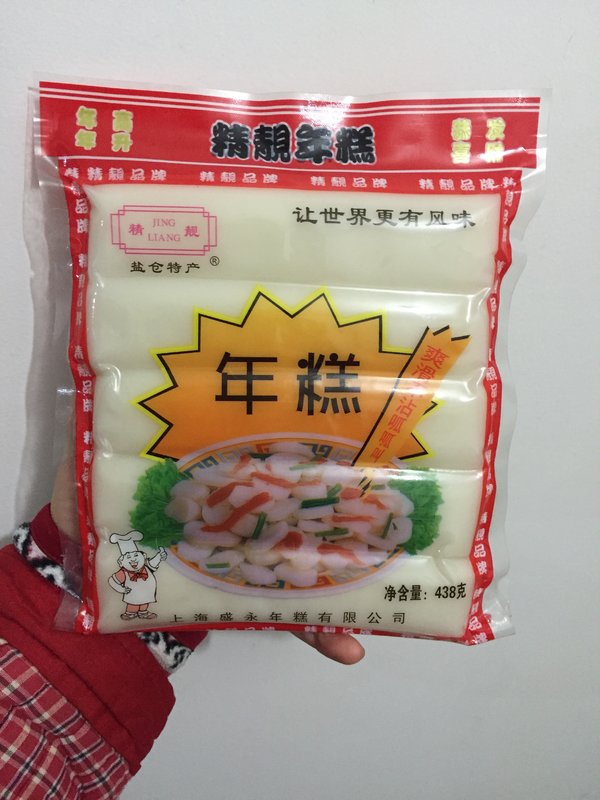 年年高升
精靓年糕
恭喜发财
精靓品牌 精靓品牌 精靓品牌 精靓品牌
精 JING LIANG 靓
盐仓特产®
让世界更有风味
年糕
净含量：438克
上海盛永年糕有限公司